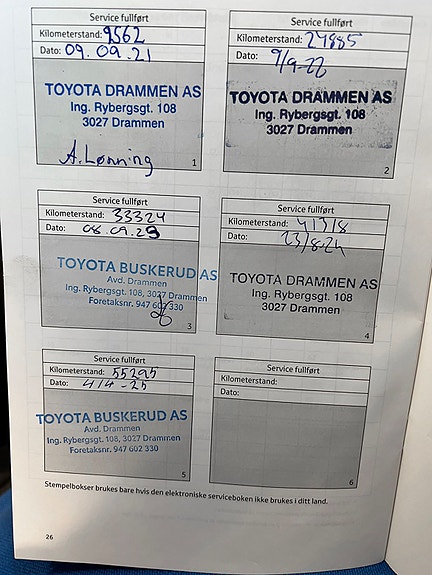 Service fullført
Kilometerstand: 9562
Dato: 09.09.21
TOYOTA DRAMMEN AS
Ing. Rybergsgt. 108
3027 Drammen
A. Lønning
1
Service fullført
Kilometerstand: 27885
Dato: 9/9-22
TOYOTA DRAMMEN AS
Ing. Rybergsgt. 108
3027 Drammen
2
Service fullført
Kilometerstand: 33324
Dato: 08.09.23
TOYOTA BUSKERUD AS
Avd. Drammen
Ing. Rybergsgt. 108, 3027 Drammen
Foretaksnr. 947 602 330
3
Service fullført
Kilometerstand:
Dato: 23/8-24
TOYOTA DRAMMEN AS
Ing. Rybergsgt. 108
3027 Drammen
4
Service fullført
Kilometerstand: 55295
Dato: 4/4-25
TOYOTA BUSKERUD AS
Avd. Drammen
Ing. Rybergsgt. 108, 3027 Drammen
Foretaksnr. 947 602 330
5
Service fullført
Kilometerstand:
Dato:
6
Stempelbokser brukes bare hvis den elektroniske serviceboken ikke brukes i ditt land.
26